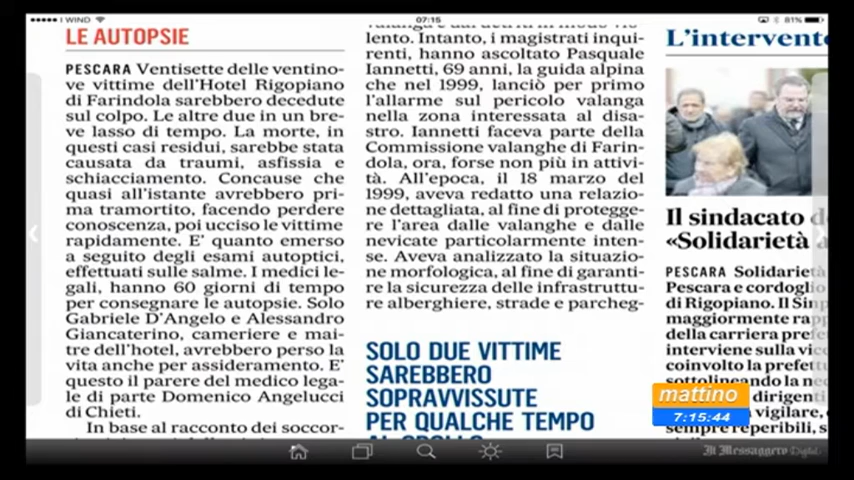 WIND
07:15
81%
LE AUTOPSIE
PESCARA Ventisette delle ventino-
ve vittime dell'Hotel Rigopiano
di Farindola sarebbero decedute
sul colpo. Le altre due in un bre-
ve lasso di tempo. La morte, in
questi casi residui, sarebbe stata
causata da traumi, asfissia e
schiacciamento. Concause che
quasi all'istante avrebbero pri-
ma tramortito, facendo perdere
conoscenza, poi ucciso le vittime
rapidamente. E' quanto emerso
a seguito degli esami autoptici,
effettuati sulle salme. I medici le-
gali, hanno 60 giorni di tempo
per consegnare le autopsie. Solo
Gabriele D'Angelo e Alessandro
Giancaterino, cameriere e mai-
tre dell'hotel, avrebbero perso la
vita anche per assideramento. E'
questo il parere del medico lega-
le di parte Domenico Angelucci
di Chieti.
In base al racconto dei soccor-
lento. Intanto, i magistrati inqui-
renti, hanno ascoltato Pasquale
Iannetti, 69 anni, la guida alpina
che nel 1999, lanciò per primo
l'allarme sul pericolo valanga
nella zona interessata al disa-
stro. Iannetti faceva parte della
Commissione valanghe di Farin-
dola, ora, forse non più in attivi-
tà. All'epoca, il 18 marzo del
1999, aveva redatto una relazio-
ne dettagliata, al fine di protegge-
re l'area dalle valanghe e dalle
nevicate particolarmente inten-
se. Aveva analizzato la situazio-
ne morfologica, al fine di garanti-
re la sicurezza delle infrastruttu-
re alberghiere, strade e parcheg-
SOLO DUE VITTIME
SAREBBERO
SOPRAVVISSUTE
PER QUALCHE TEMPO
L'intervento
Il sindacato d
«Solidarietà a
PESCARA Solidarietà
Pescara e cordoglio
di Rigopiano. Il Sinp
maggiormente rapp
della carriera prefe
interviene sulla vice
coinvolto la prefettu
sottolineando la ne
dirigenti
vigilare,
sempre reperibili, s
mattino
7:15:44
Il Messaggero Digital